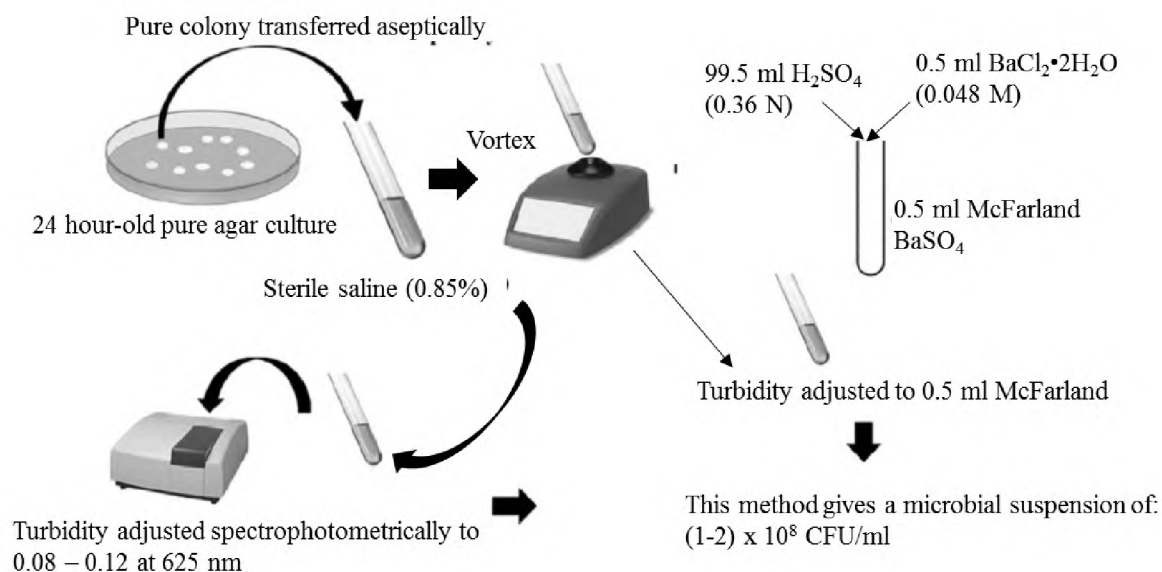 Pure colony transferred aseptically
24 hour-old pure agar culture
Sterile saline (0.85%)
Vortex
99.5 ml H₂SO₄
(0.36 N)
0.5 ml BaCl₂•2H₂O
(0.048 M)
0.5 ml McFarland
BaSO₄
Turbidity adjusted to 0.5 ml McFarland
Turbidity adjusted spectrophotometrically to
0.08 – 0.12 at 625 nm
This method gives a microbial suspension of:
(1-2) x 10⁸ CFU/ml